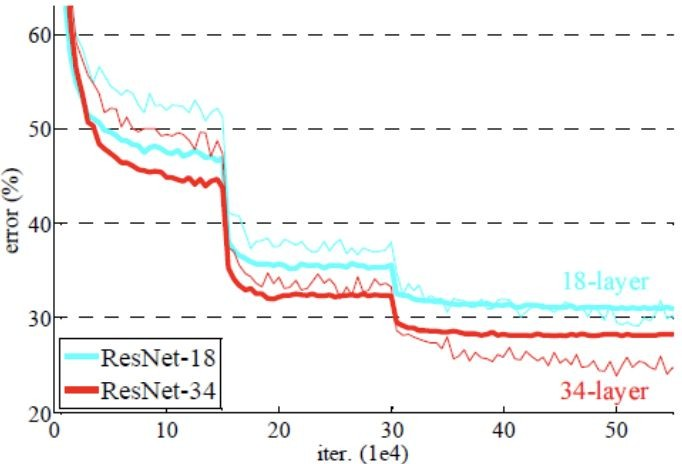 60
50
40
30
20
error (%)
18-layer
34-layer
ResNet-18
ResNet-34
0 10 20 30 40 50
iter. (1e4)